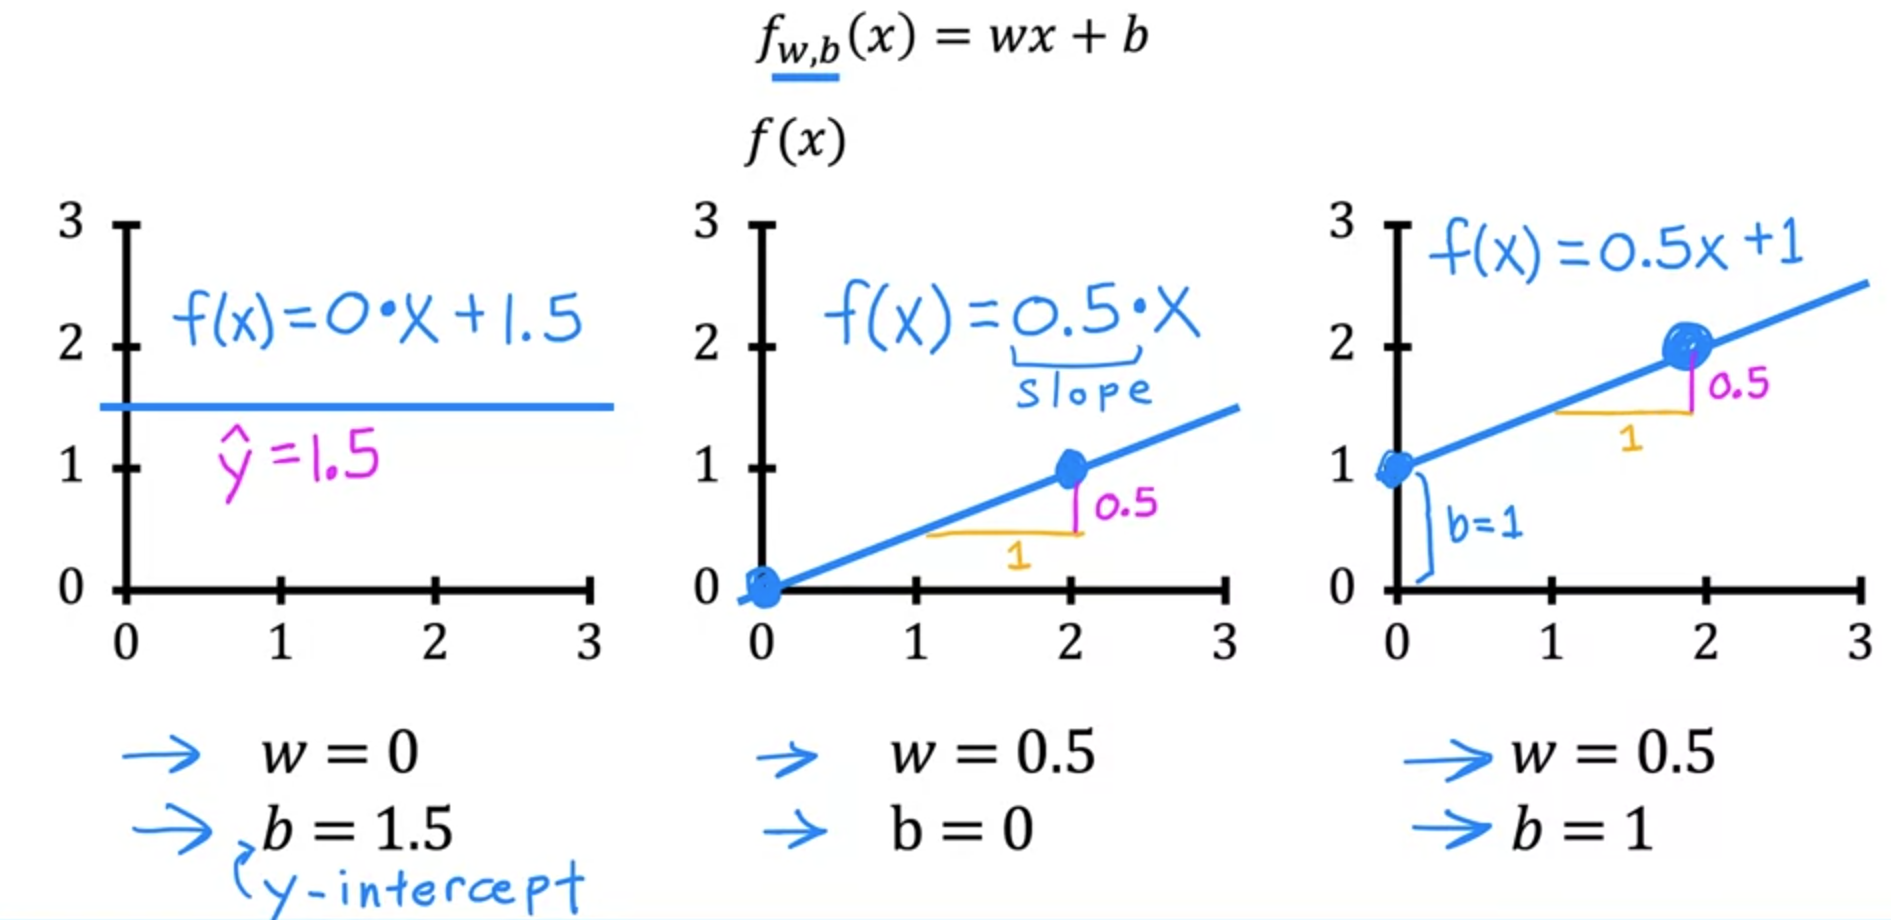 f_{w,b}(x) = wx + b
f(x)
3
2
1
0
0 1 2 3
f(x)=0•x+1.5
ŷ=1.5
w = 0
b = 1.5
y-intercept
3
2
1
0
0 1 2 3
f(x)=0.5•x
slope
0.5
1
w = 0.5
b = 0
3
2
1
0
0 1 2 3
f(x)=0.5x+1
0.5
1
b=1
w = 0.5
b = 1